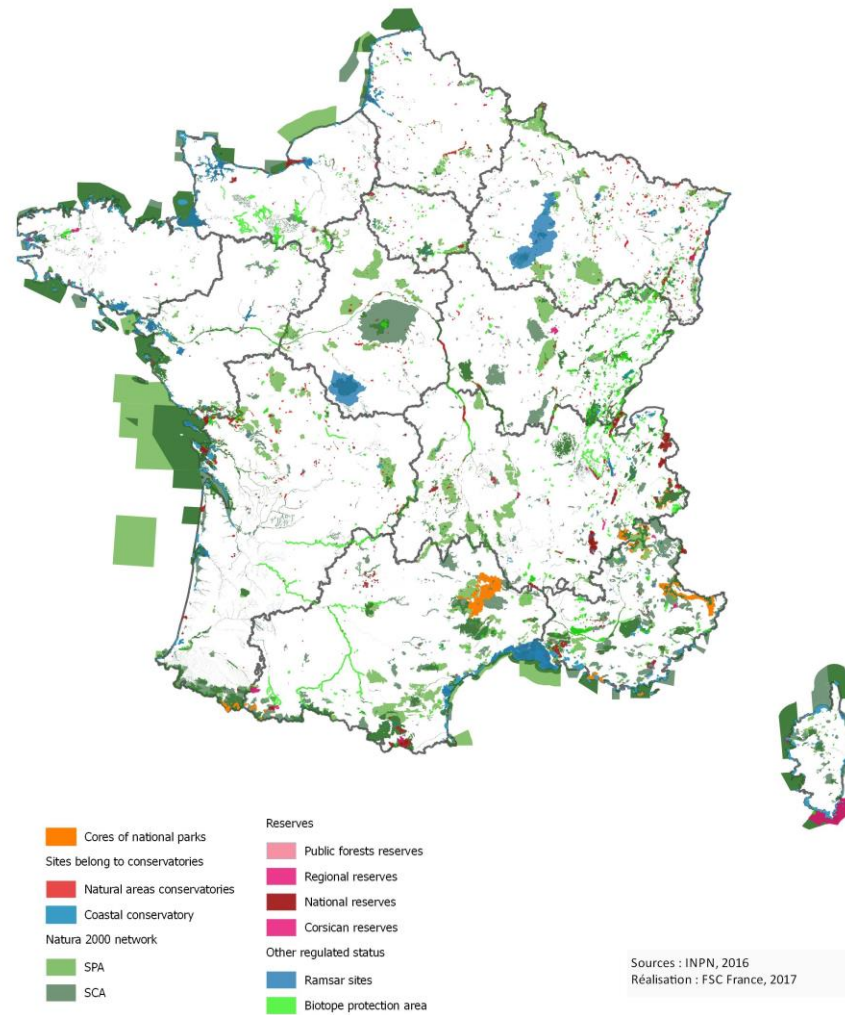 Cores of national parks
Sites belong to conservatories
Natural areas conservatories
Coastal conservatory
Natura 2000 network
SPA
SCA
Reserves
Public forests reserves
Regional reserves
National reserves
Corsican reserves
Other regulated status
Ramsar sites
Biotope protection area
Sources : INPN, 2016
Réalisation : FSC France, 2017